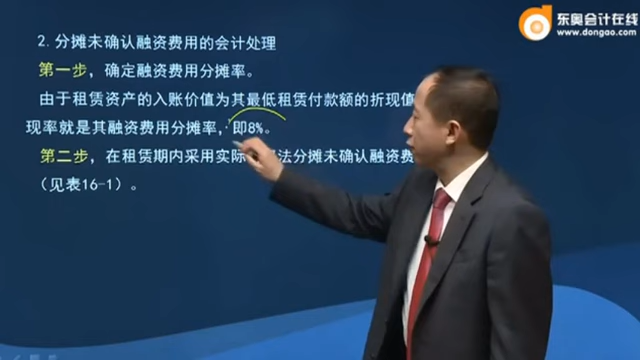 东奥会计在线
www.dongao.com
2.分摊未确认融资费用的会计处理
第一步，确定融资费用分摊率。
由于租赁资产的入账价值为其最低租赁付款额的折现值
现率就是其融资费用分摊率，即8%。
第二步，在租赁期内采用实际 法分摊未确认融资费
（见表16-1）。